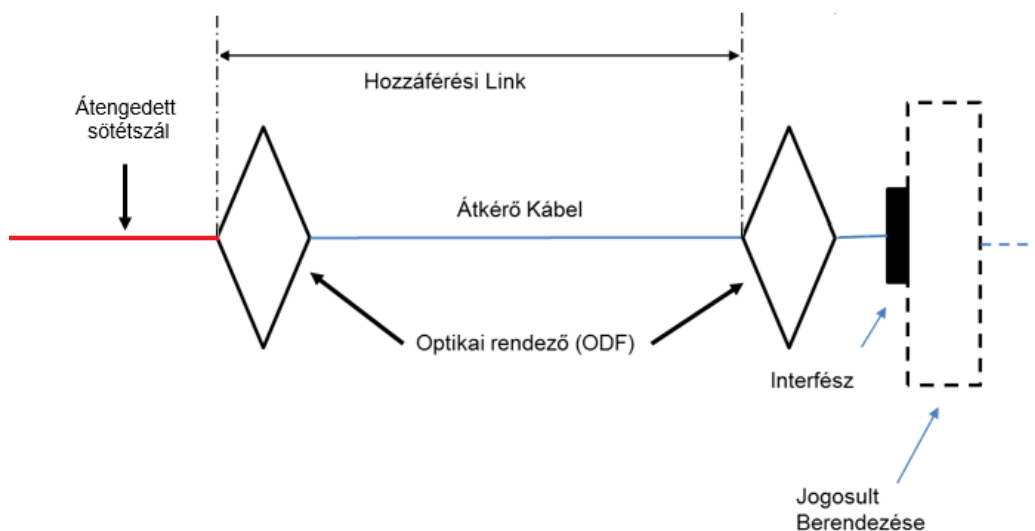 Hozzáférési Link
Átengedett
sötétszál
Átkérő Kábel
Optikai rendező (ODF)
Interfész
Jogosult
Berendezése